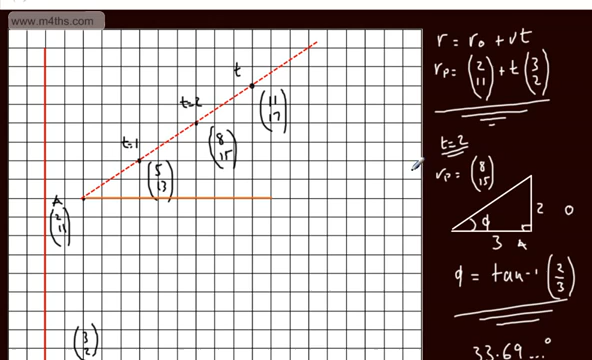 www.m4ths.com
r = r₀ + vt
rₚ = (2 11) + t (3 2)
t
(11 17)
t=2
(8 15)
t=1
(5 13)
A
(2 11)
(3 2)
t=2
rₚ = (8 15)
ϕ
2 O
3 A
ϕ = tan⁻¹ (2/3)
33.69...°